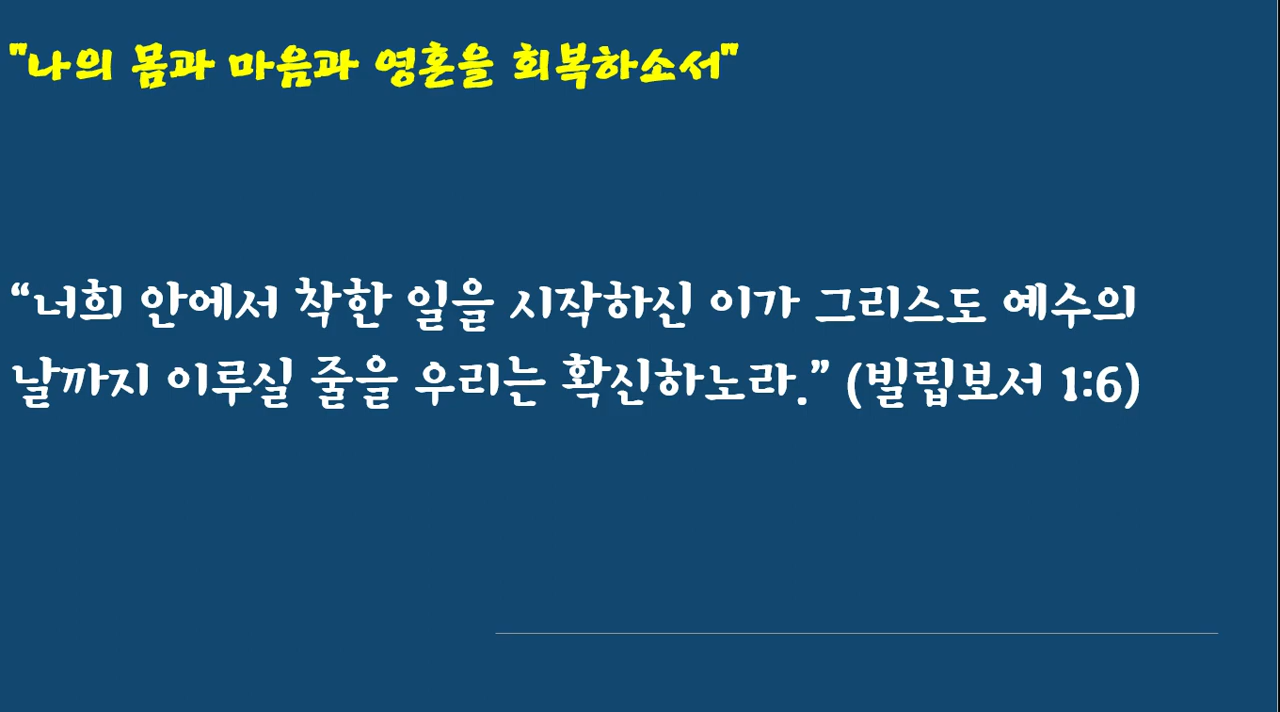 "나의 몸과 마음과 영혼을 회복하소서"
“너희 안에서 착한 일을 시작하신 이가 그리스도 예수의
날까지 이루실 줄을 우리는 확신하노라.” (빌립보서 1:6)